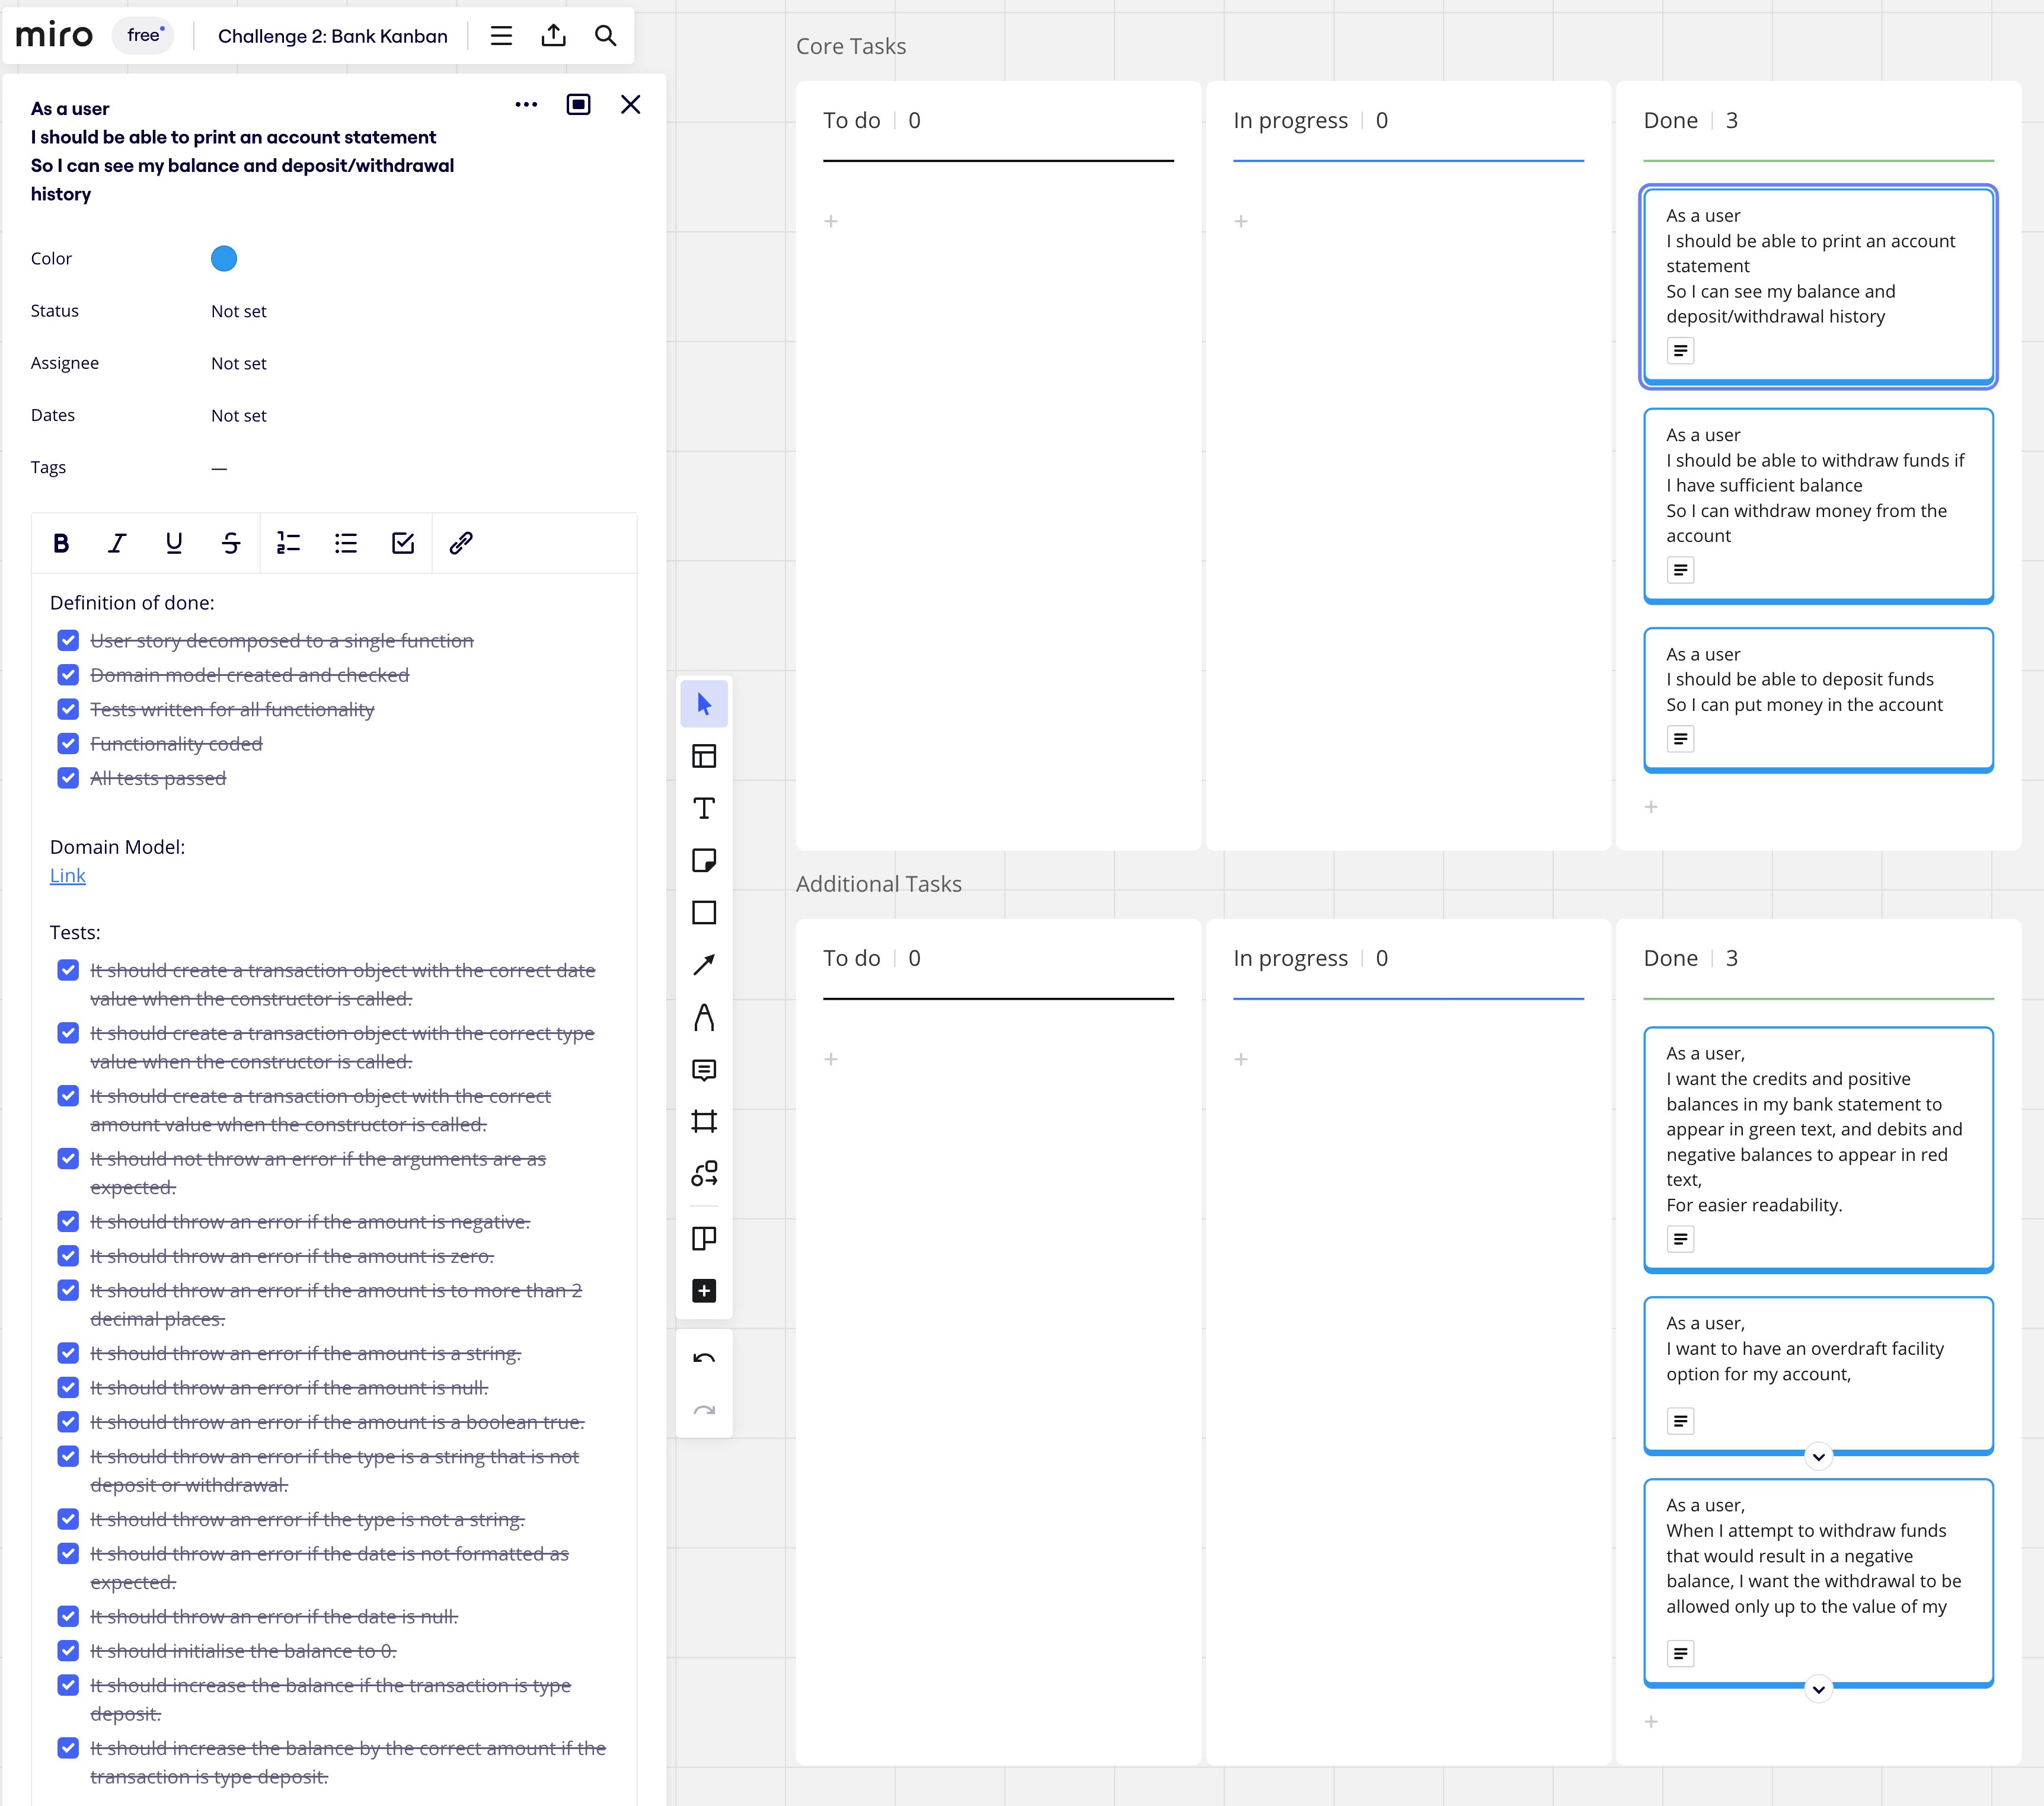 miro free Challenge 2: Bank Kanban
As a user
I should be able to print an account statement
So I can see my balance and deposit/withdrawal
history
Color
Status Not set
Assignee Not set
Dates Not set
Tags —
B I U S
Definition of done:
User story decomposed to a single function
Domain model created and checked
Tests written for all functionality
Functionality coded
All tests passed
Domain Model:
Link
Tests:
It should create a transaction object with the correct date
value when the constructor is called.
It should create a transaction object with the correct type
value when the constructor is called.
It should create a transaction object with the correct
amount value when the constructor is called.
It should not throw an error if the arguments are as
expected.
It should throw an error if the amount is negative.
It should throw an error if the amount is zero.
It should throw an error if the amount is to more than 2
decimal places.
It should throw an error if the amount is a string.
It should throw an error if the amount is null.
It should throw an error if the amount is a boolean true.
It should throw an error if the type is a string that is not
deposit or withdrawal.
It should throw an error if the type is not a string.
It should throw an error if the date is not formatted as
expected.
It should throw an error if the date is null.
It should initialise the balance to 0.
It should increase the balance if the transaction is type
deposit.
It should increase the balance by the correct amount if the
transaction is type deposit.
Core Tasks
To do 0
In progress 0
Done 3
As a user
I should be able to print an account
statement
So I can see my balance and
deposit/withdrawal history
As a user
I should be able to withdraw funds if
I have sufficient balance
So I can withdraw money from the
account
As a user
I should be able to deposit funds
So I can put money in the account
Additional Tasks
To do 0
In progress 0
Done 3
As a user,
I want the credits and positive
balances in my bank statement to
appear in green text, and debits and
negative balances to appear in red
text,
For easier readability.
As a user,
I want to have an overdraft facility
option for my account,
As a user,
When I attempt to withdraw funds
that would result in a negative
balance, I want the withdrawal to be
allowed only up to the value of my